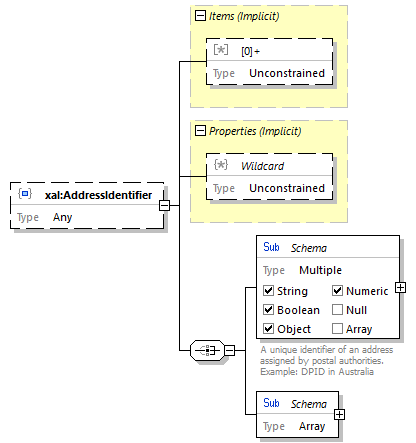 Items (Implicit)
[0]+
Type Unconstrained
Properties (Implicit)
Wildcard
Type Unconstrained
xal:AddressIdentifier
Type Any
Sub Schema
Type Multiple
String Numeric
Boolean Null
Object Array
A unique identifier of an address
assigned by postal authorities.
Example: DPID in Australia
Sub Schema
Type Array